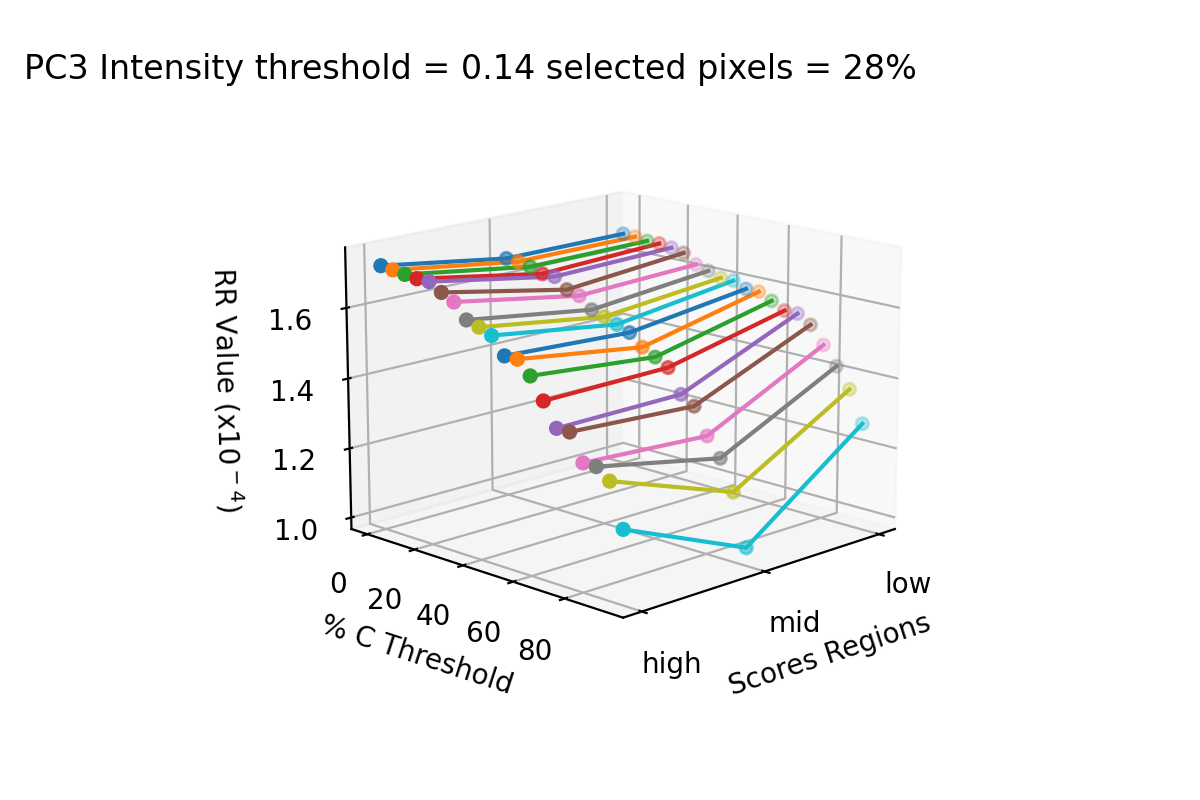 PC3 Intensity threshold = 0.14 selected pixels = 28%
RR Value (x10⁻⁴)
1.6
1.4
1.2
1.0
0
20
40
60
80
% C Threshold
high
mid
low
Scores Regions